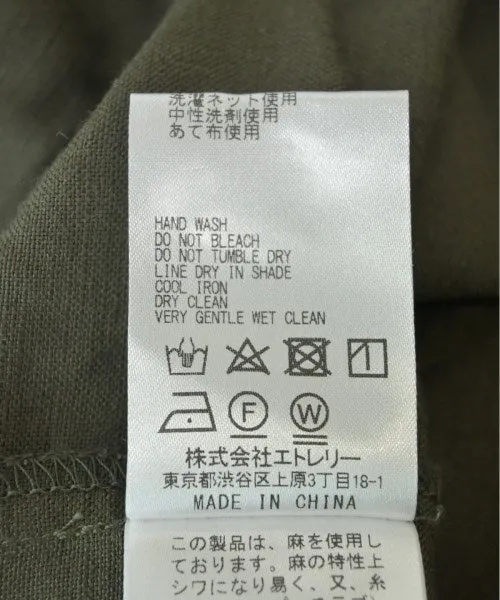 洗濯ネット使用
中性洗剤使用
あて布使用
HAND WASH
DO NOT BLEACH
DO NOT TUMBLE DRY
LINE DRY IN SHADE
COOL IRON
DRY CLEAN
VERY GENTLE WET CLEAN
F W
株式会社エトレリー
東京都渋谷区上原3丁目18-1
MADE IN CHINA
この製品は、麻を使用し
ております。麻の特性上
シワになり易く、又、糸